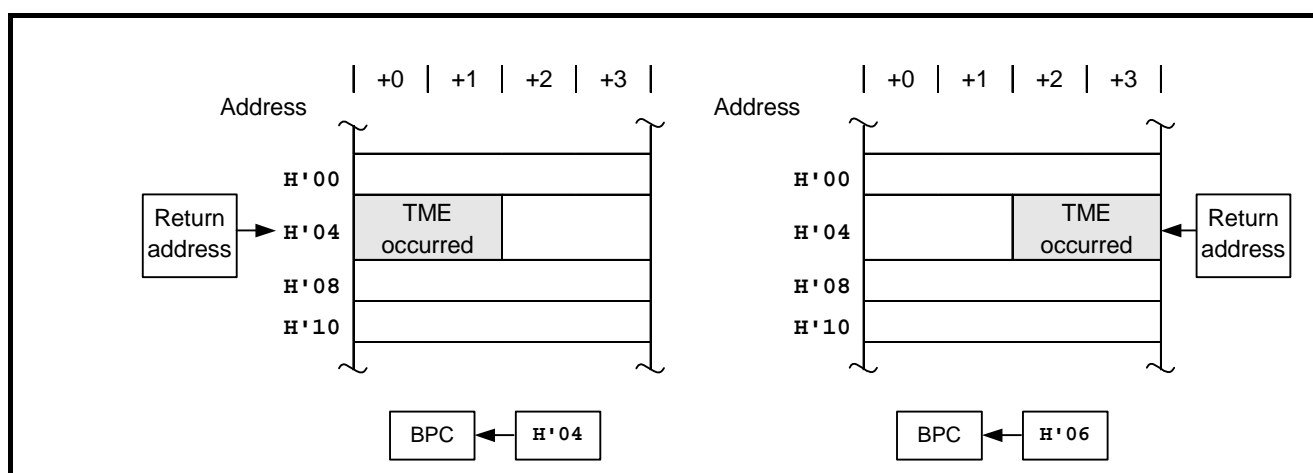 +0 +1 +2 +3
Address
H'00
Return
address
H'04
TME
occurred
H'08
H'10
BPC
H'04
+0 +1 +2 +3
Address
H'00
H'04
TME
occurred
Return
address
H'08
H'10
BPC
H'06